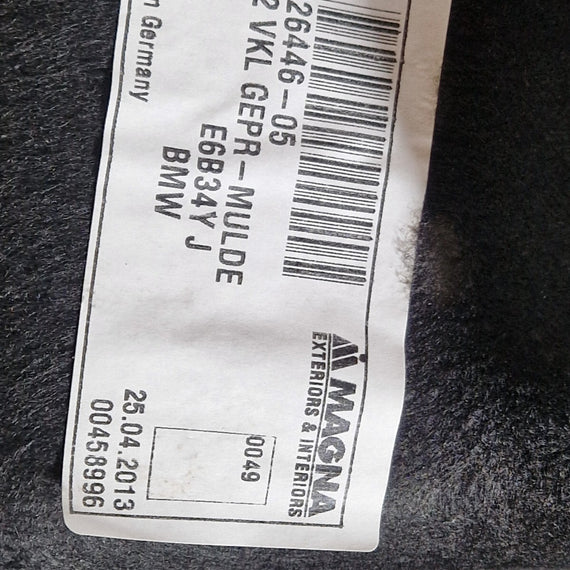 MAGNA
EXTERIORS & INTERIORS
26446-05
2 VKL GEPR-MULDE
E6B34Y J
BMW
n Germany
0049
25.04.2013
00458996